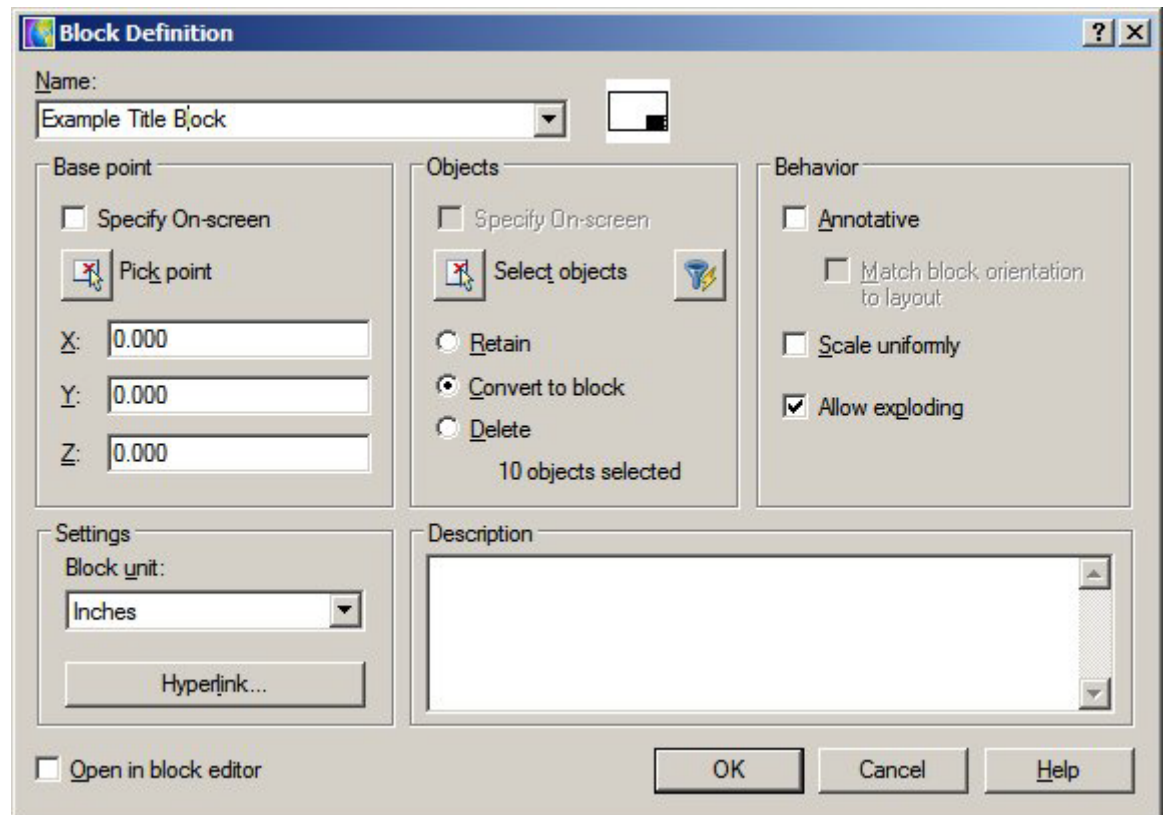 Block Definition
Name:
Example Title Block
Base point
Specify On-screen
Pick point
X: 0.000
Y: 0.000
Z: 0.000
Objects
Specify On-screen
Select objects
Retain
Convert to block
Delete
10 objects selected
Behavior
Annotative
Match block orientation
to layout
Scale uniformly
Allow exploding
Settings
Block unit:
Inches
Hyperlink...
Description
Open in block editor
OK Cancel Help